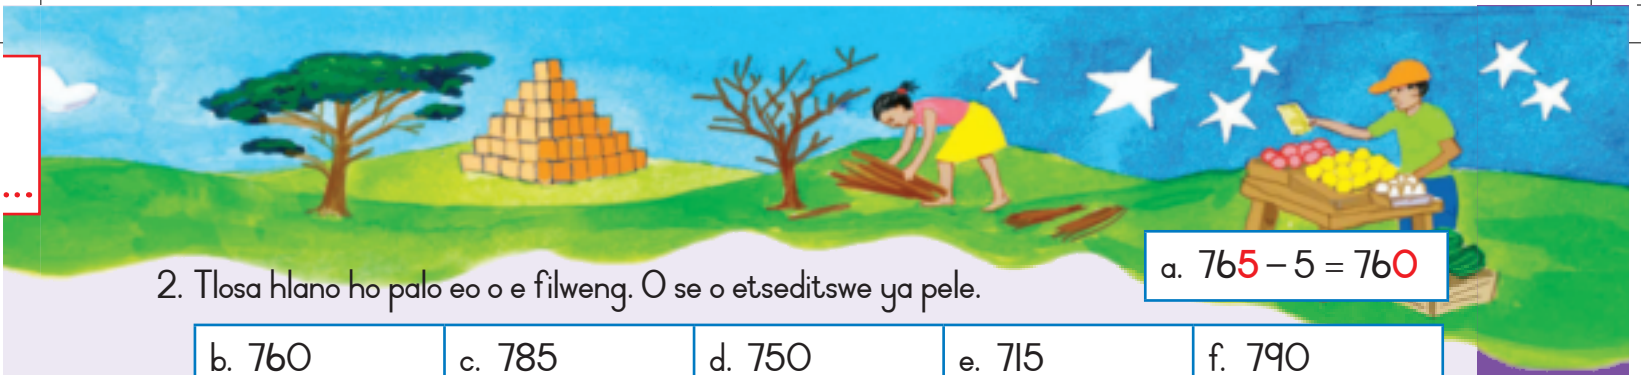 ...
a. 765 – 5 = 760
2. Tlosa hlano ho palo eo o e filweng. O se o etseditswe ya pele.
b. 760 c. 785 d. 750 e. 715 f. 790